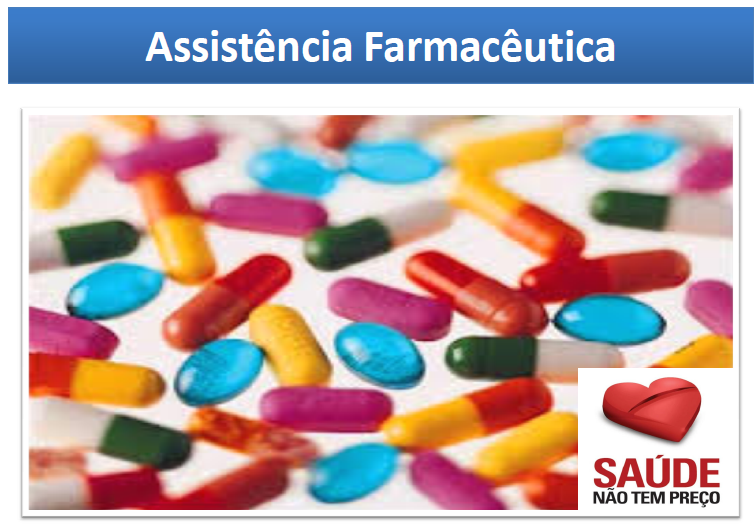 Assistência Farmacêutica
SAÚDE
NÃO TEM PREÇO